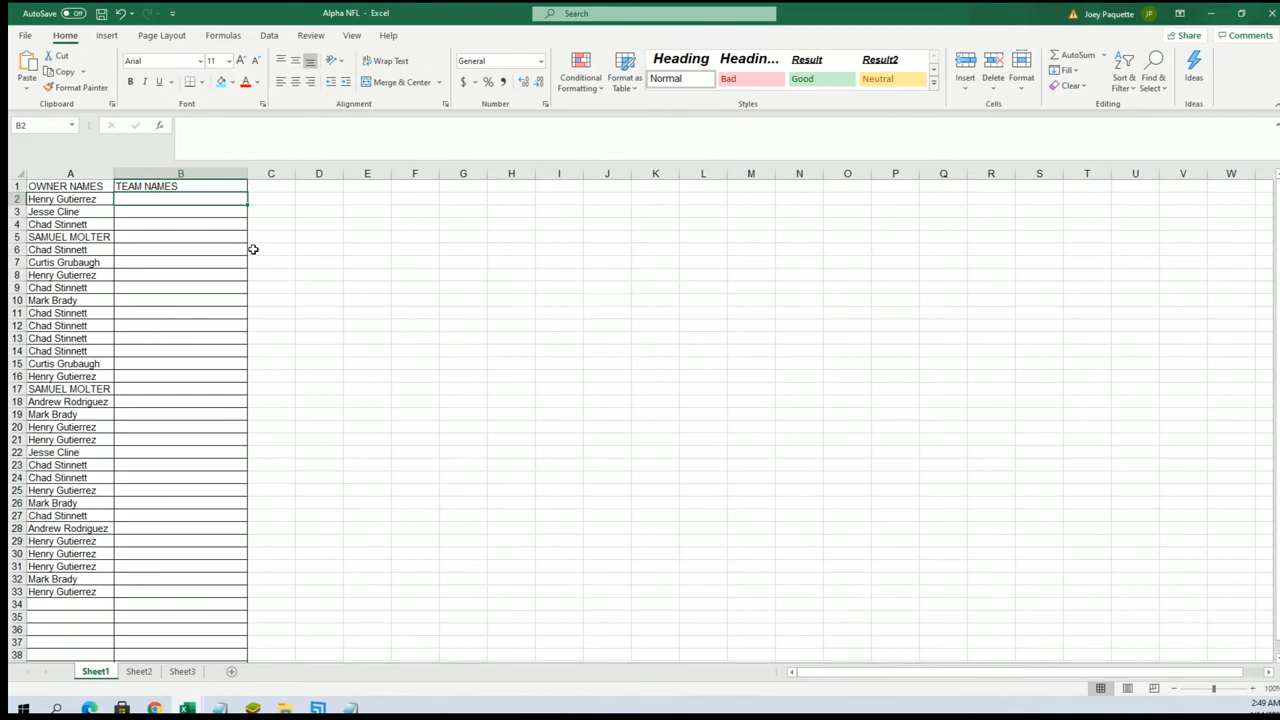 AutoSave Off Alpha NFL - Excel Search Joey Paquette JP
File Home Insert Page Layout Formulas Data Review View Help Share Comments
Paste Cut Copy Format Painter Clipboard
Arial 11 A A B I U A Font
Wrap Text Merge & Center Alignment
General $ % , Number
Conditional Formatting Format as Table
Heading Headin... Result Result2
Normal Bad Good Neutral
Styles
Insert Delete Format Cells
AutoSum Fill Clear Sort & Filter Find & Select Editing
Ideas Ideas
B2 fx
A B C D E F G H I J K L M N O P Q R S T U V W
1 OWNER NAMES TEAM NAMES
2 Henry Gutierrez
3 Jesse Cline
4 Chad Stinnett
5 SAMUEL MOLTER
6 Chad Stinnett
7 Curtis Grubaugh
8 Henry Gutierrez
9 Chad Stinnett
10 Mark Brady
11 Chad Stinnett
12 Chad Stinnett
13 Chad Stinnett
14 Chad Stinnett
15 Curtis Grubaugh
16 Henry Gutierrez
17 SAMUEL MOLTER
18 Andrew Rodriguez
19 Mark Brady
20 Henry Gutierrez
21 Henry Gutierrez
22 Jesse Cline
23 Chad Stinnett
24 Chad Stinnett
25 Henry Gutierrez
26 Mark Brady
27 Chad Stinnett
28 Andrew Rodriguez
29 Henry Gutierrez
30 Henry Gutierrez
31 Henry Gutierrez
32 Mark Brady
33 Henry Gutierrez
34
35
36
37
38
Sheet1 Sheet2 Sheet3
100%
2:49 AM